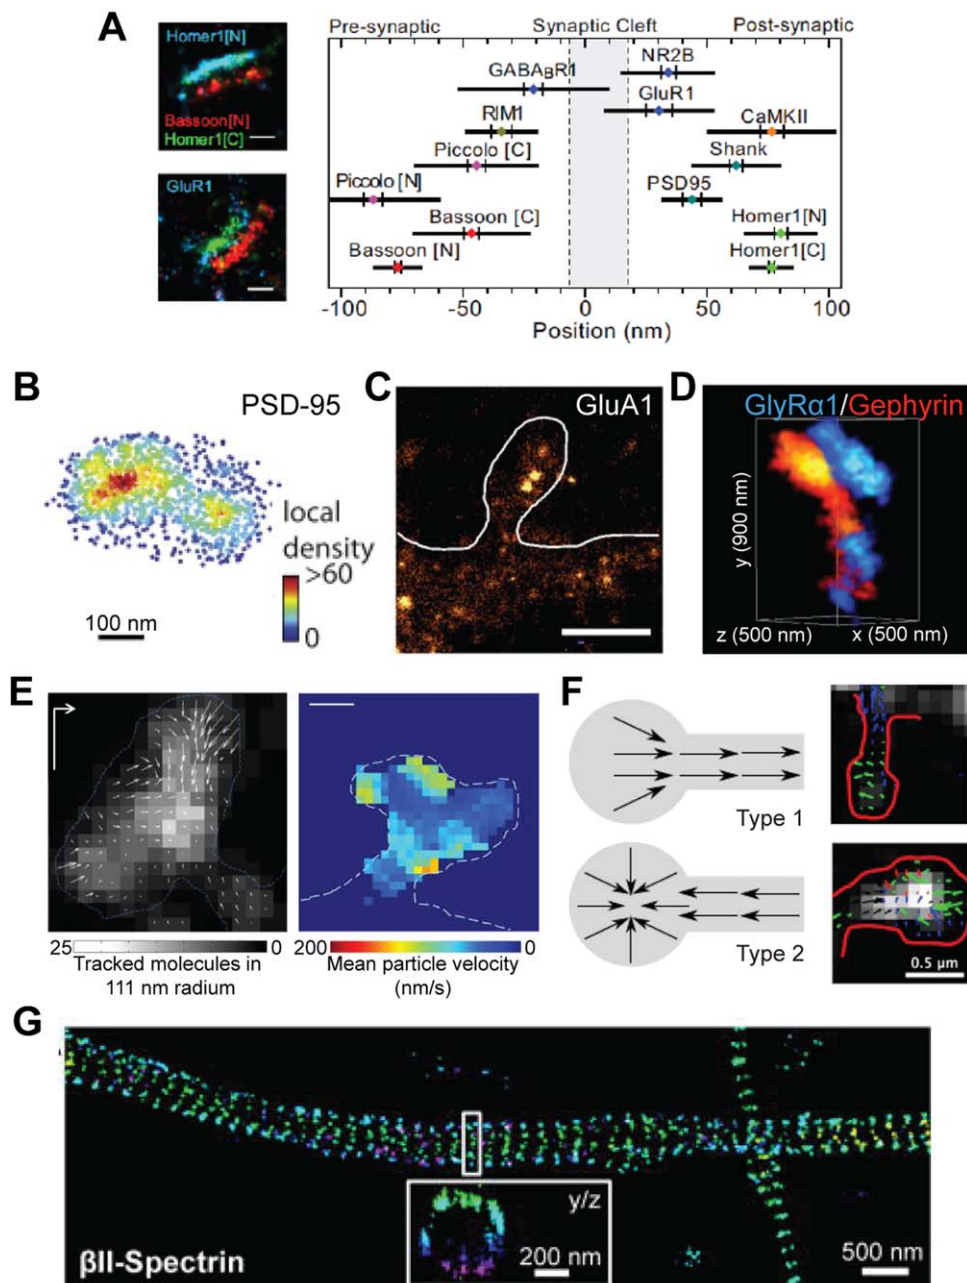 A
Homer1[N]
Bassoon[N]
Homer1[C]
GluR1
Pre-synaptic
Synaptic Cleft
Post-synaptic
NR2B
GABABR1
GluR1
RIM1
CaMKII
Piccolo [C]
Shank
Piccolo [N]
PSD95
Bassoon [C]
Homer1[N]
Bassoon [N]
Homer1[C]
-100
-50
0
50
100
Position (nm)
B
PSD-95
local
density
>60
0
100 nm
C
GluA1
D
GlyRα1/Gephyrin
y (900 nm)
z (500 nm)
x (500 nm)
E
25
0
Tracked molecules in
111 nm radium
200
0
Mean particle velocity
(nm/s)
F
Type 1
Type 2
0.5 µm
G
y/z
200 nm
βII-Spectrin
500 nm